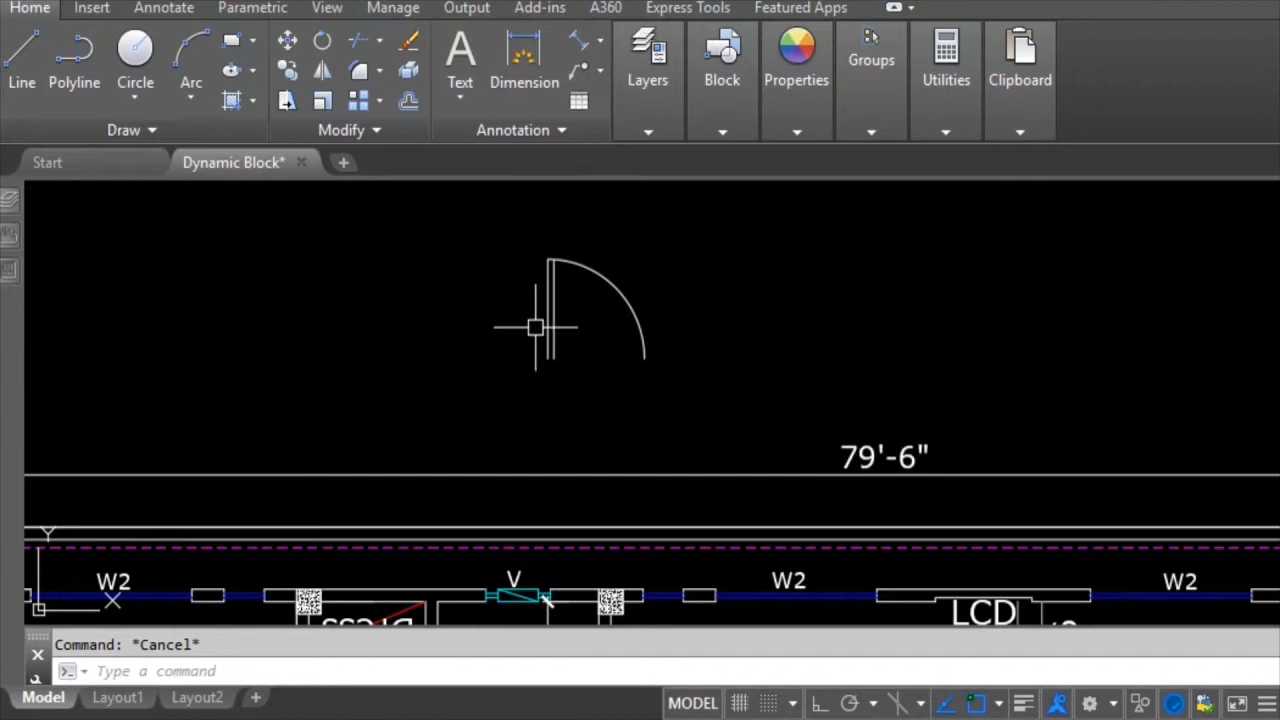 Home Insert Annotate Parametric View Manage Output Add-ins A360 Express Tools Featured Apps
Line Polyline Circle Arc Text Dimension Layers Block Properties Groups Utilities Clipboard
Draw Modify Annotation
Start Dynamic Block*
79'-6"
Y
W2 V W2 W2
LCD
Command: *Cancel*
Type a command
Model Layout1 Layout2 MODEL